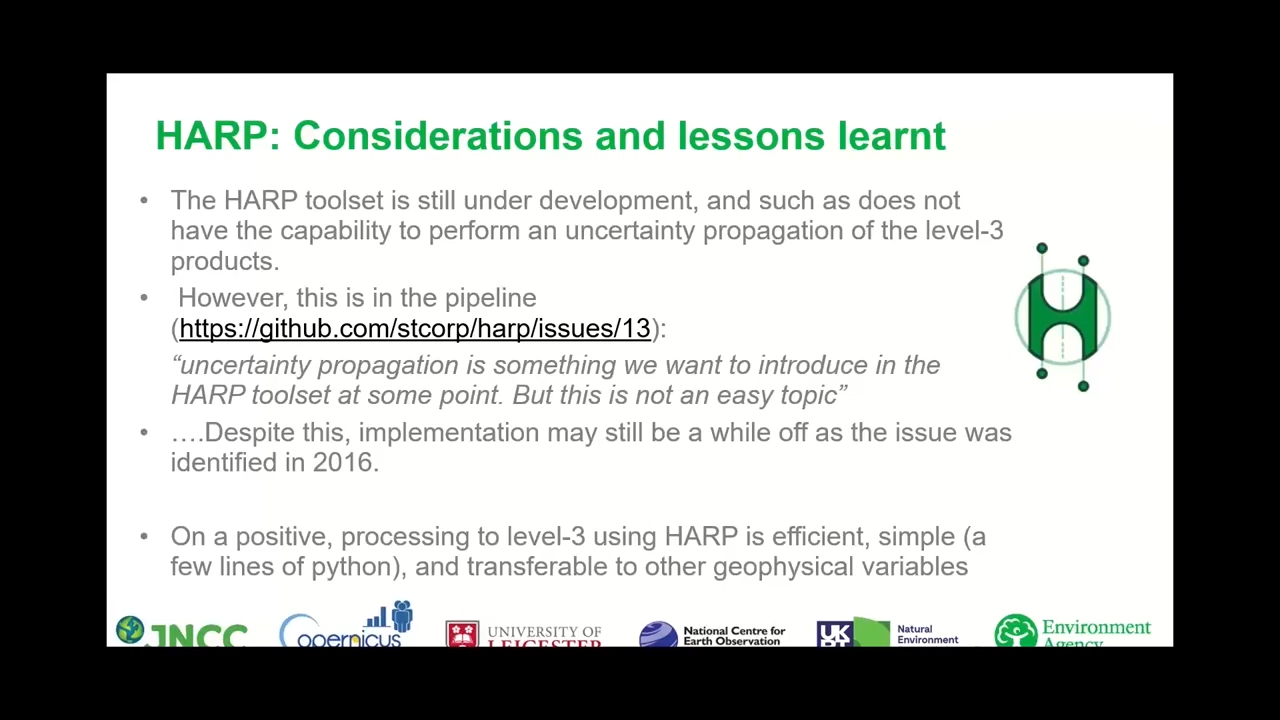 HARP: Considerations and lessons learnt
• The HARP toolset is still under development, and such as does not
have the capability to perform an uncertainty propagation of the level-3
products.
• However, this is in the pipeline
(https://github.com/stcorp/harp/issues/13):
“uncertainty propagation is something we want to introduce in the
HARP toolset at some point. But this is not an easy topic”
• ….Despite this, implementation may still be a while off as the issue was
identified in 2016.
• On a positive, processing to level-3 using HARP is efficient, simple (a
few lines of python), and transferable to other geophysical variables
JNCC
Copernicus
UNIVERSITY OF
LEICESTER
National Centre for
Earth Observation
UK
Natural
Environment
Environment
Agency